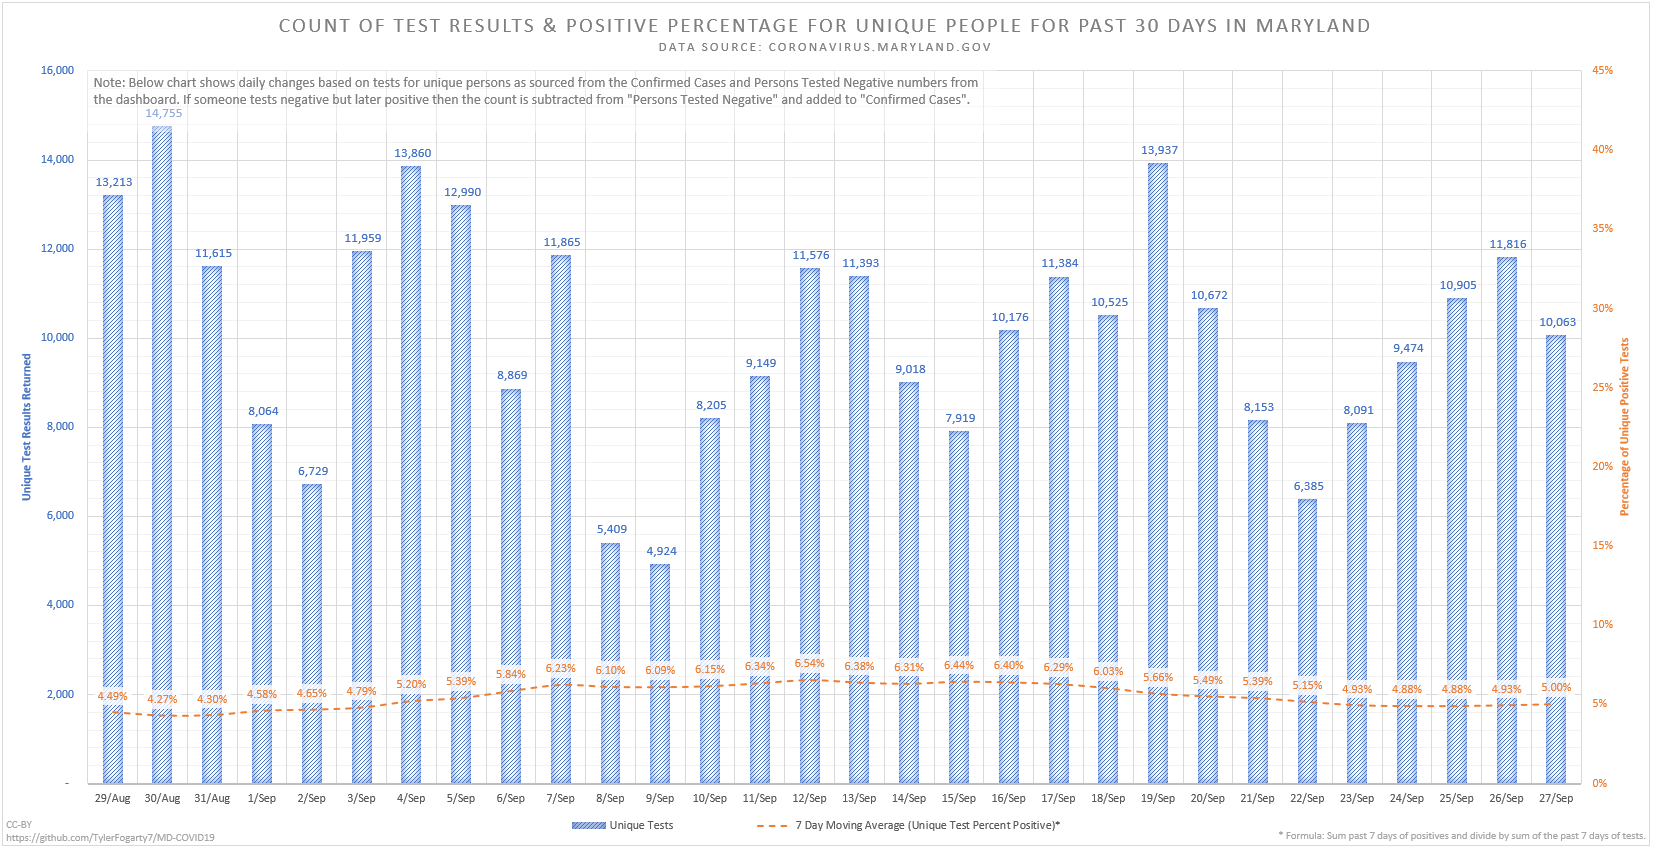 COUNT OF TEST RESULTS & POSITIVE PERCENTAGE FOR UNIQUE PEOPLE FOR PAST 30 DAYS IN MARYLAND
DATA SOURCE: CORONAVIRUS.MARYLAND.GOV
Note: Below chart shows daily changes based on tests for unique persons as sourced from the Confirmed Cases and Persons Tested Negative numbers from
the dashboard. If someone tests negative but later positive then the count is subtracted from "Persons Tested Negative" and added to "Confirmed Cases".
Unique Test Results Returned
16,000
14,000
12,000
10,000
8,000
6,000
4,000
2,000
-
13,213
14,755
11,615
8,064
6,729
11,959
13,860
12,990
8,869
11,865
5,409
4,924
8,205
9,149
11,576
11,393
9,018
7,919
10,176
11,384
10,525
13,937
10,672
8,153
6,385
8,091
9,474
10,905
11,816
10,063
4.49%
4.27%
4.30%
4.58%
4.65%
4.79%
5.20%
5.39%
5.84%
6.23%
6.10%
6.09%
6.15%
6.34%
6.54%
6.38%
6.31%
6.44%
6.40%
6.29%
6.03%
5.66%
5.49%
5.39%
5.15%
4.93%
4.88%
4.88%
4.93%
5.00%
45%
40%
35%
30%
25%
20%
15%
10%
5%
0%
Percentage of Unique Positive Tests
29/Aug
30/Aug
31/Aug
1/Sep
2/Sep
3/Sep
4/Sep
5/Sep
6/Sep
7/Sep
8/Sep
9/Sep
10/Sep
11/Sep
12/Sep
13/Sep
14/Sep
15/Sep
16/Sep
17/Sep
18/Sep
19/Sep
20/Sep
21/Sep
22/Sep
23/Sep
24/Sep
25/Sep
26/Sep
27/Sep
Unique Tests
7 Day Moving Average (Unique Test Percent Positive)*
CC-BY
https://github.com/TylerFogarty7/MD-COVID19
* Formula: Sum past 7 days of positives and divide by sum of the past 7 days of tests.